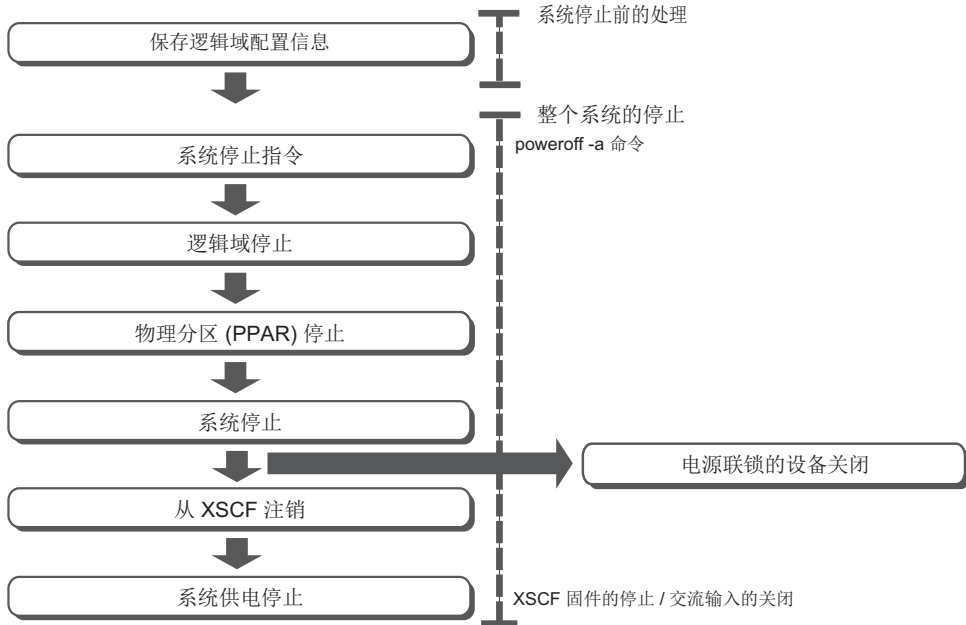 系统停止前的处理
保存逻辑域配置信息
整个系统的停止
poweroff -a 命令
系统停止指令
逻辑域停止
物理分区 (PPAR) 停止
系统停止
电源联锁的设备关闭
从 XSCF 注销
系统供电停止
XSCF 固件的停止 / 交流输入的关闭